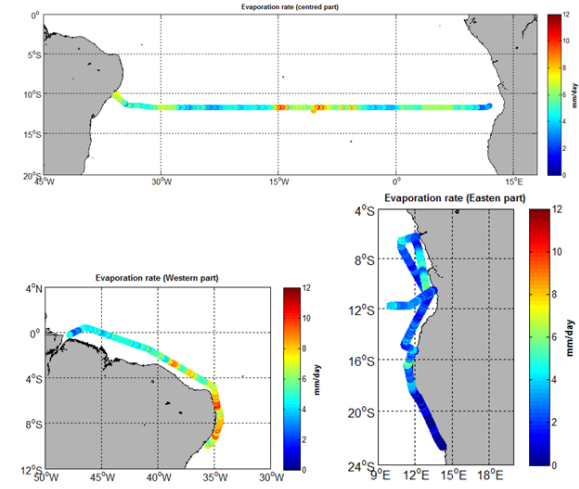 Evaporation rate (centred part)
0°
5°S
10°S
15°S
20°S
45°W 30°W 15°W 0° 15°E
12
10
8
6
4
2
0
mm/day
Evaporation rate (Easten part)
4°S
8°S
12°S
16°S
20°S
24°S
9°E 12°E 15°E 18°E
12
10
8
6
4
2
0
mm/day
Evaporation rate (Western part)
4°N
0°
4°S
8°S
12°S
50°W 45°W 40°W 35°W 30°W
12
10
8
6
4
2
0
mm/day